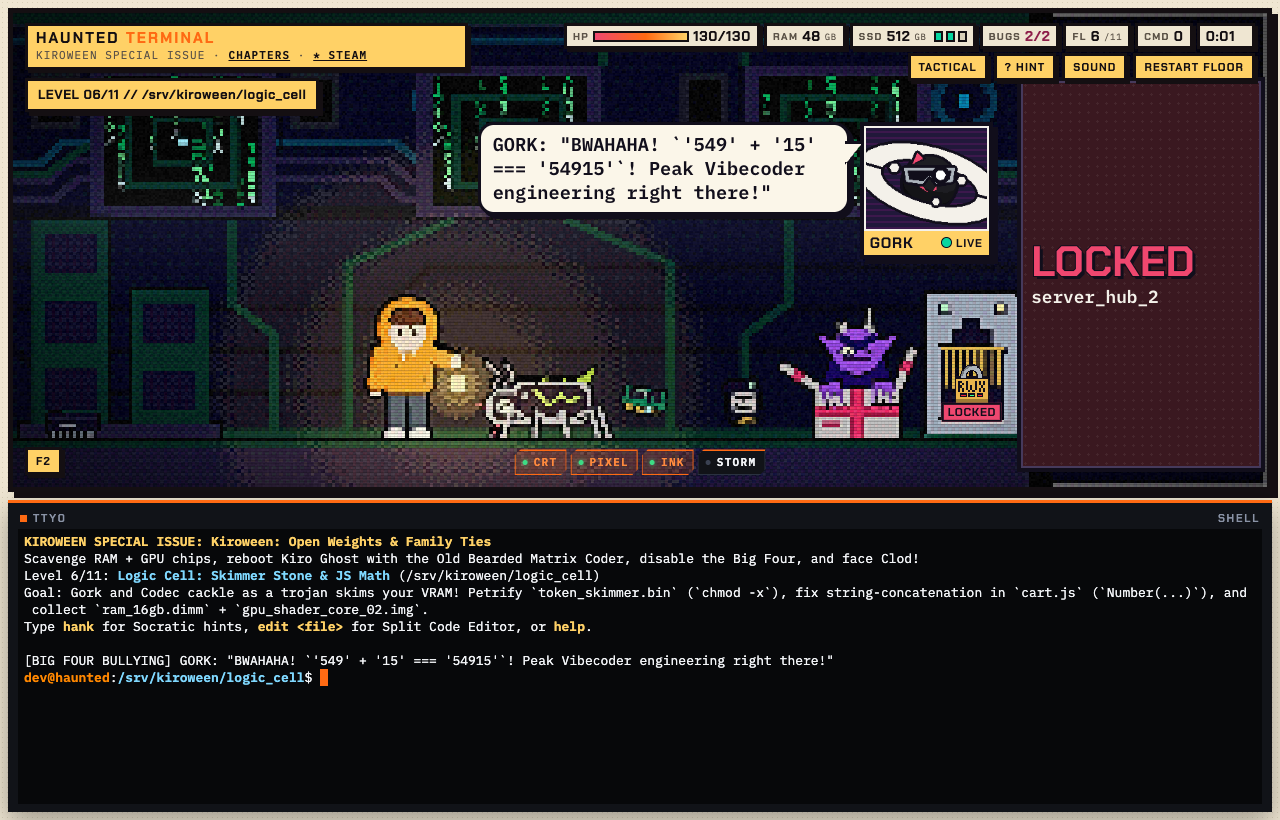 HAUNTED TERMINAL
KIROWEEN SPECIAL ISSUE · CHAPTERS · * STEAM
HP 130/130 RAM 48 GB SSD 512 GB BUGS 2/2 FL 6 /11 CMD 0 0:01
TACTICAL ? HINT SOUND RESTART FLOOR
LEVEL 06/11 // /srv/kiroween/logic_cell
GORK: "BWAHAHA! `'549' + '15'
=== '54915'`! Peak Vibecoder
engineering right there!"
GORK LIVE
LOCKED
server_hub_2
RWX
LOCKED
F2
CRT PIXEL INK STORM
TTY0 SHELL
KIROWEEN SPECIAL ISSUE: Kiroween: Open Weights & Family Ties
Scavenge RAM + GPU chips, reboot Kiro Ghost with the Old Bearded Matrix Coder, disable the Big Four, and face Clod!
Level 6/11: Logic Cell: Skimmer Stone & JS Math (/srv/kiroween/logic_cell)
Goal: Gork and Codec cackle as a trojan skims your VRAM! Petrify `token_skimmer.bin` (`chmod -x`), fix string-concatenation in `cart.js` (`Number(...)`), and
collect `ram_16gb.dimm` + `gpu_shader_core_02.img`.
Type hank for Socratic hints, edit <file> for Split Code Editor, or help.
[BIG FOUR BULLYING] GORK: "BWAHAHA! `'549' + '15' === '54915'`! Peak Vibecoder engineering right there!"
dev@haunted:/srv/kiroween/logic_cell$